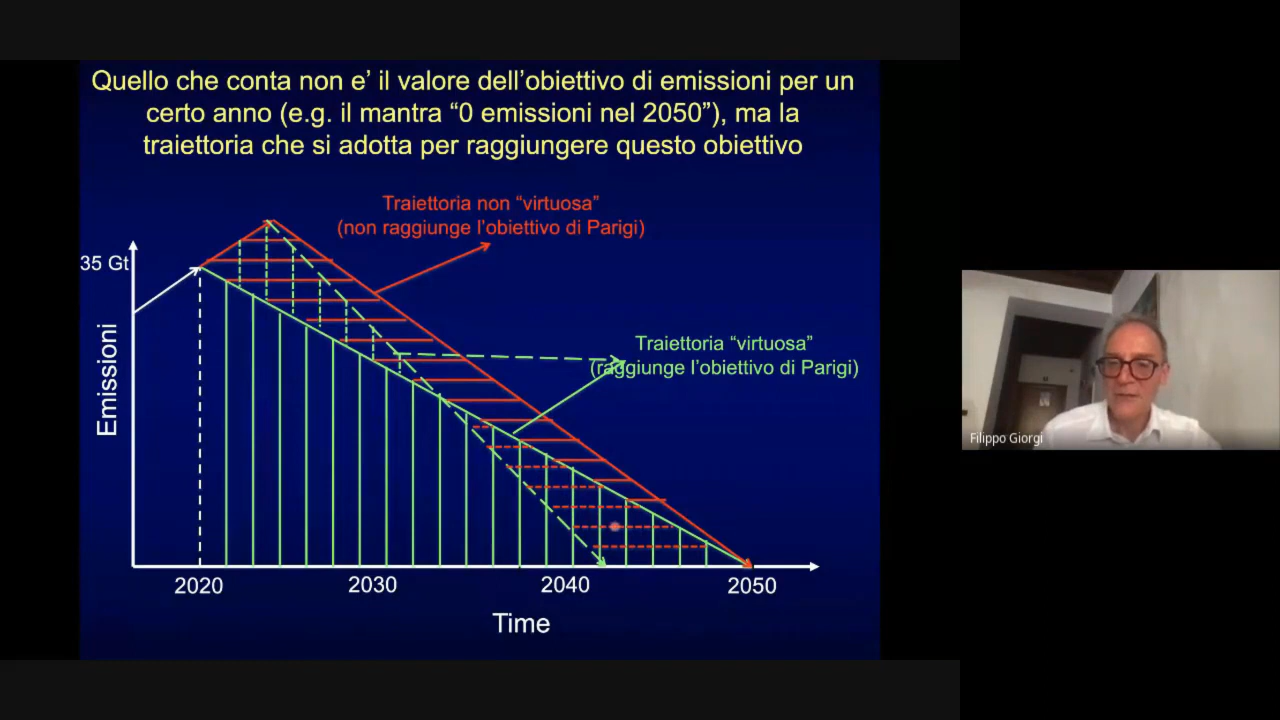 Quello che conta non e' il valore dell'obiettivo di emissioni per un
certo anno (e.g. il mantra “0 emissioni nel 2050”), ma la
traiettoria che si adotta per raggiungere questo obiettivo
Traiettoria non “virtuosa”
(non raggiunge l'obiettivo di Parigi)
35 Gt
Emissioni
Traiettoria “virtuosa”
(raggiunge l'obiettivo di Parigi)
2020
2030
2040
2050
Time
Filippo Giorgi